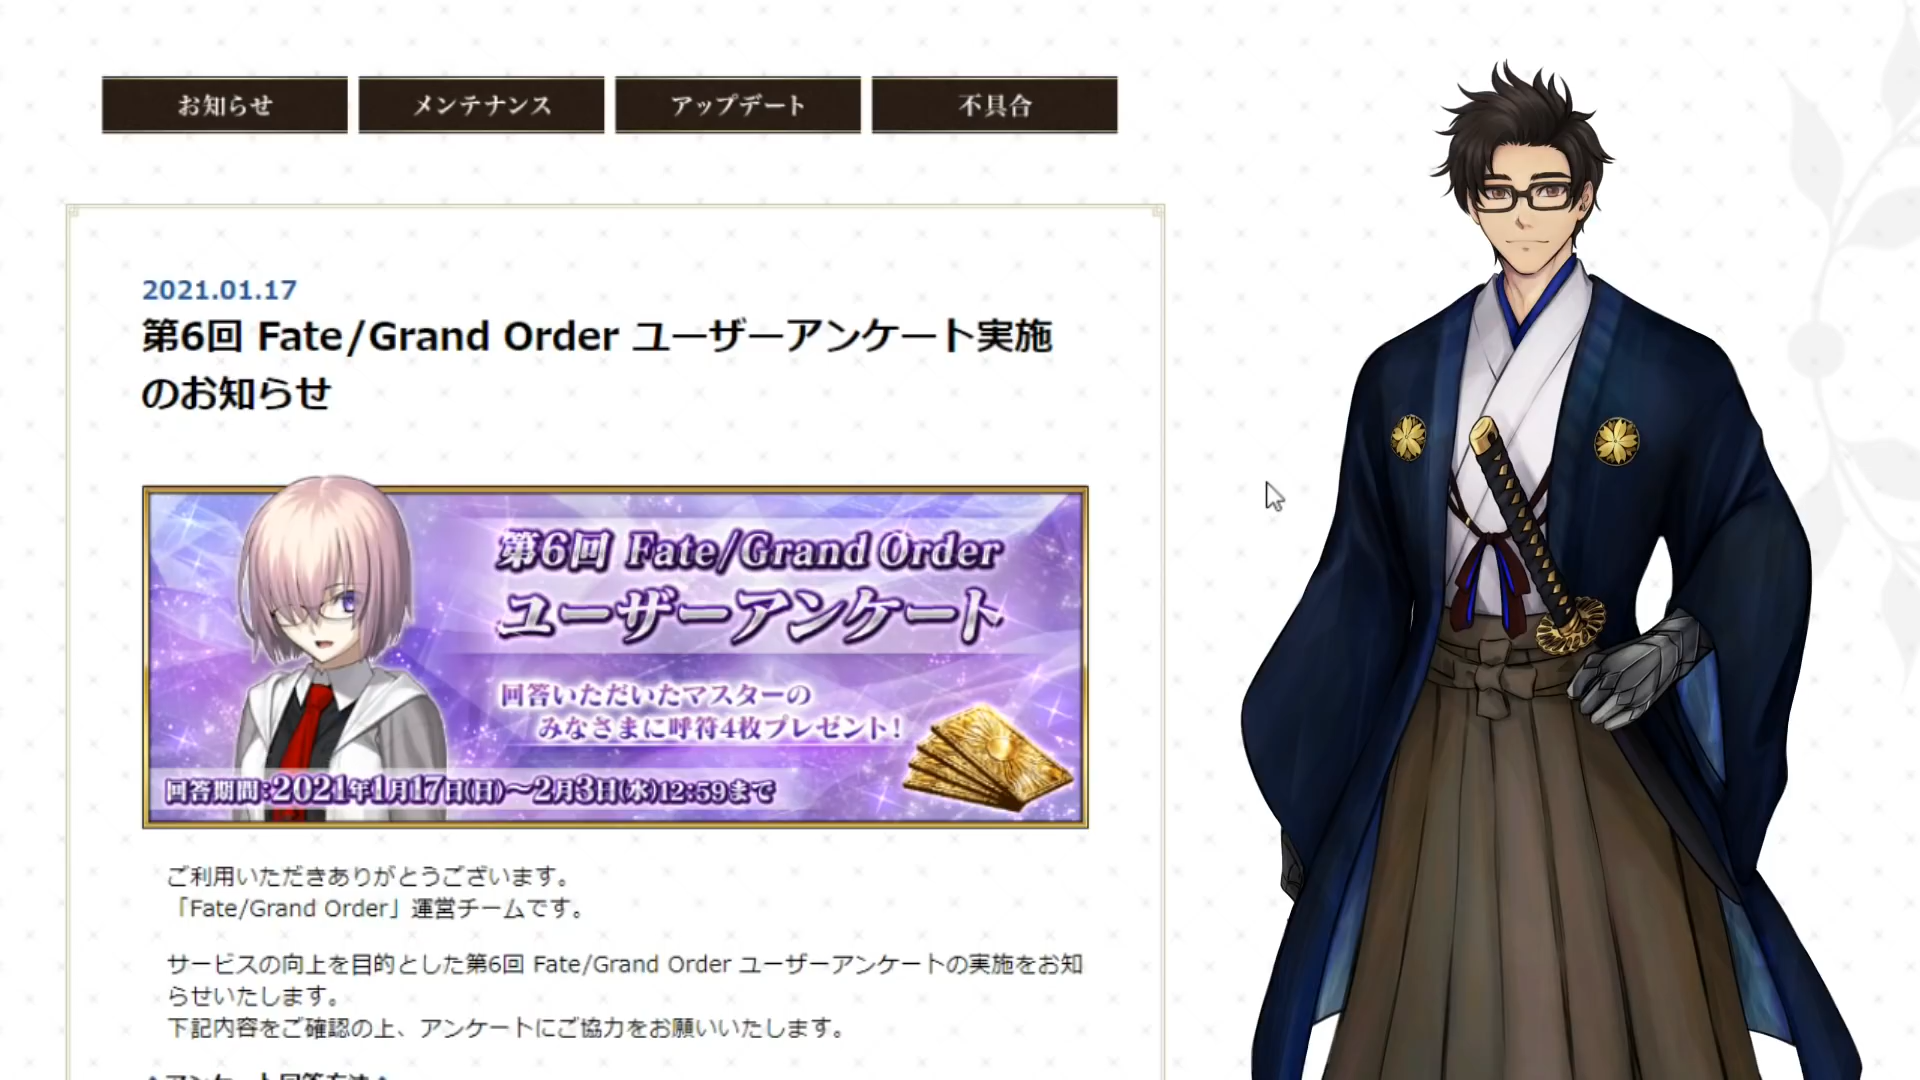 お知らせ
メンテナンス
アップデート
不具合
2021.01.17
第6回 Fate/Grand Order ユーザーアンケート実施
のお知らせ
第6回 Fate/Grand Order
ユーザーアンケート
回答いただいたマスターの
みなさまに呼符4枚プレゼント!
回答期間:2021年1月17日(日)～2月3日(水)12:59まで
ご利用いただきありがとうございます。
「Fate/Grand Order」運営チームです。
サービスの向上を目的とした第6回 Fate/Grand Order ユーザーアンケートの実施をお知
らせいたします。
下記内容をご確認の上、アンケートにご協力をお願いいたします。